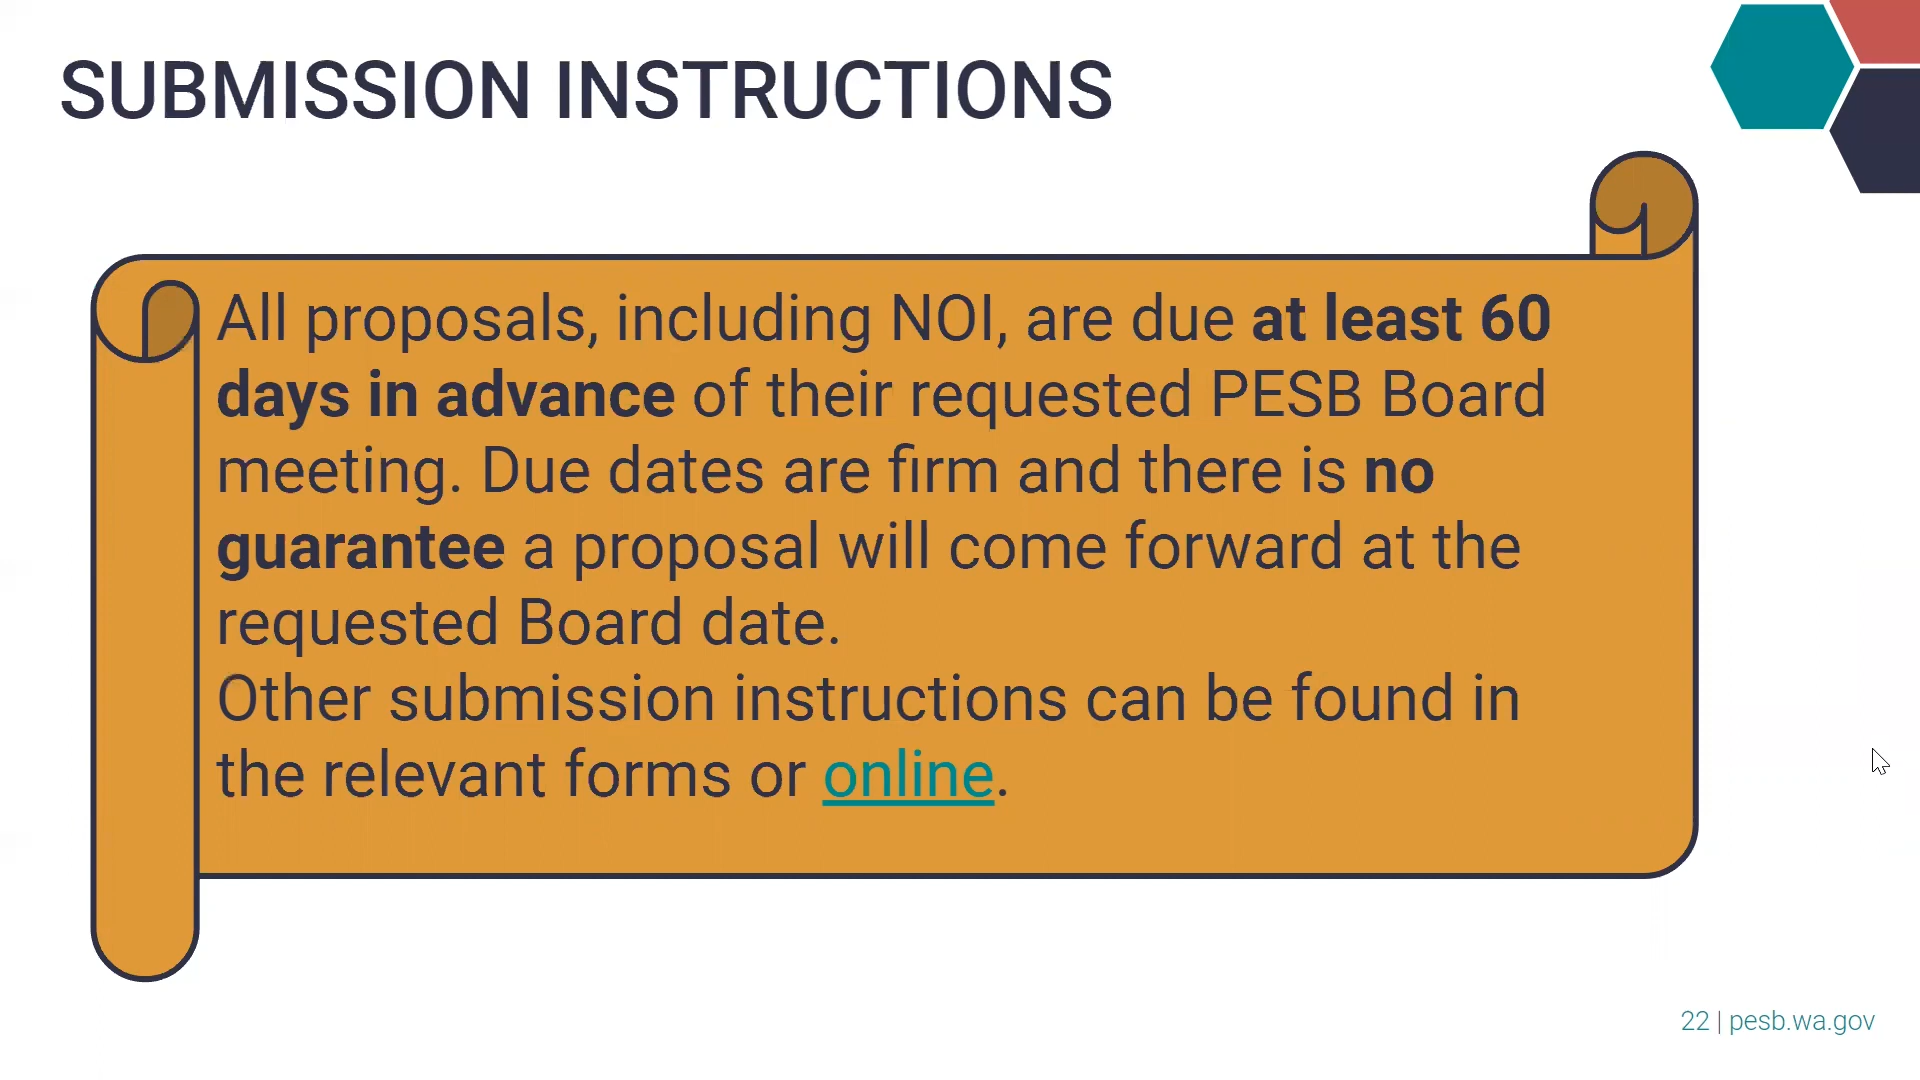 SUBMISSION INSTRUCTIONS
All proposals, including NOI, are due at least 60
days in advance of their requested PESB Board
meeting. Due dates are firm and there is no
guarantee a proposal will come forward at the
requested Board date.
Other submission instructions can be found in
the relevant forms or online.
22 | pesb.wa.gov